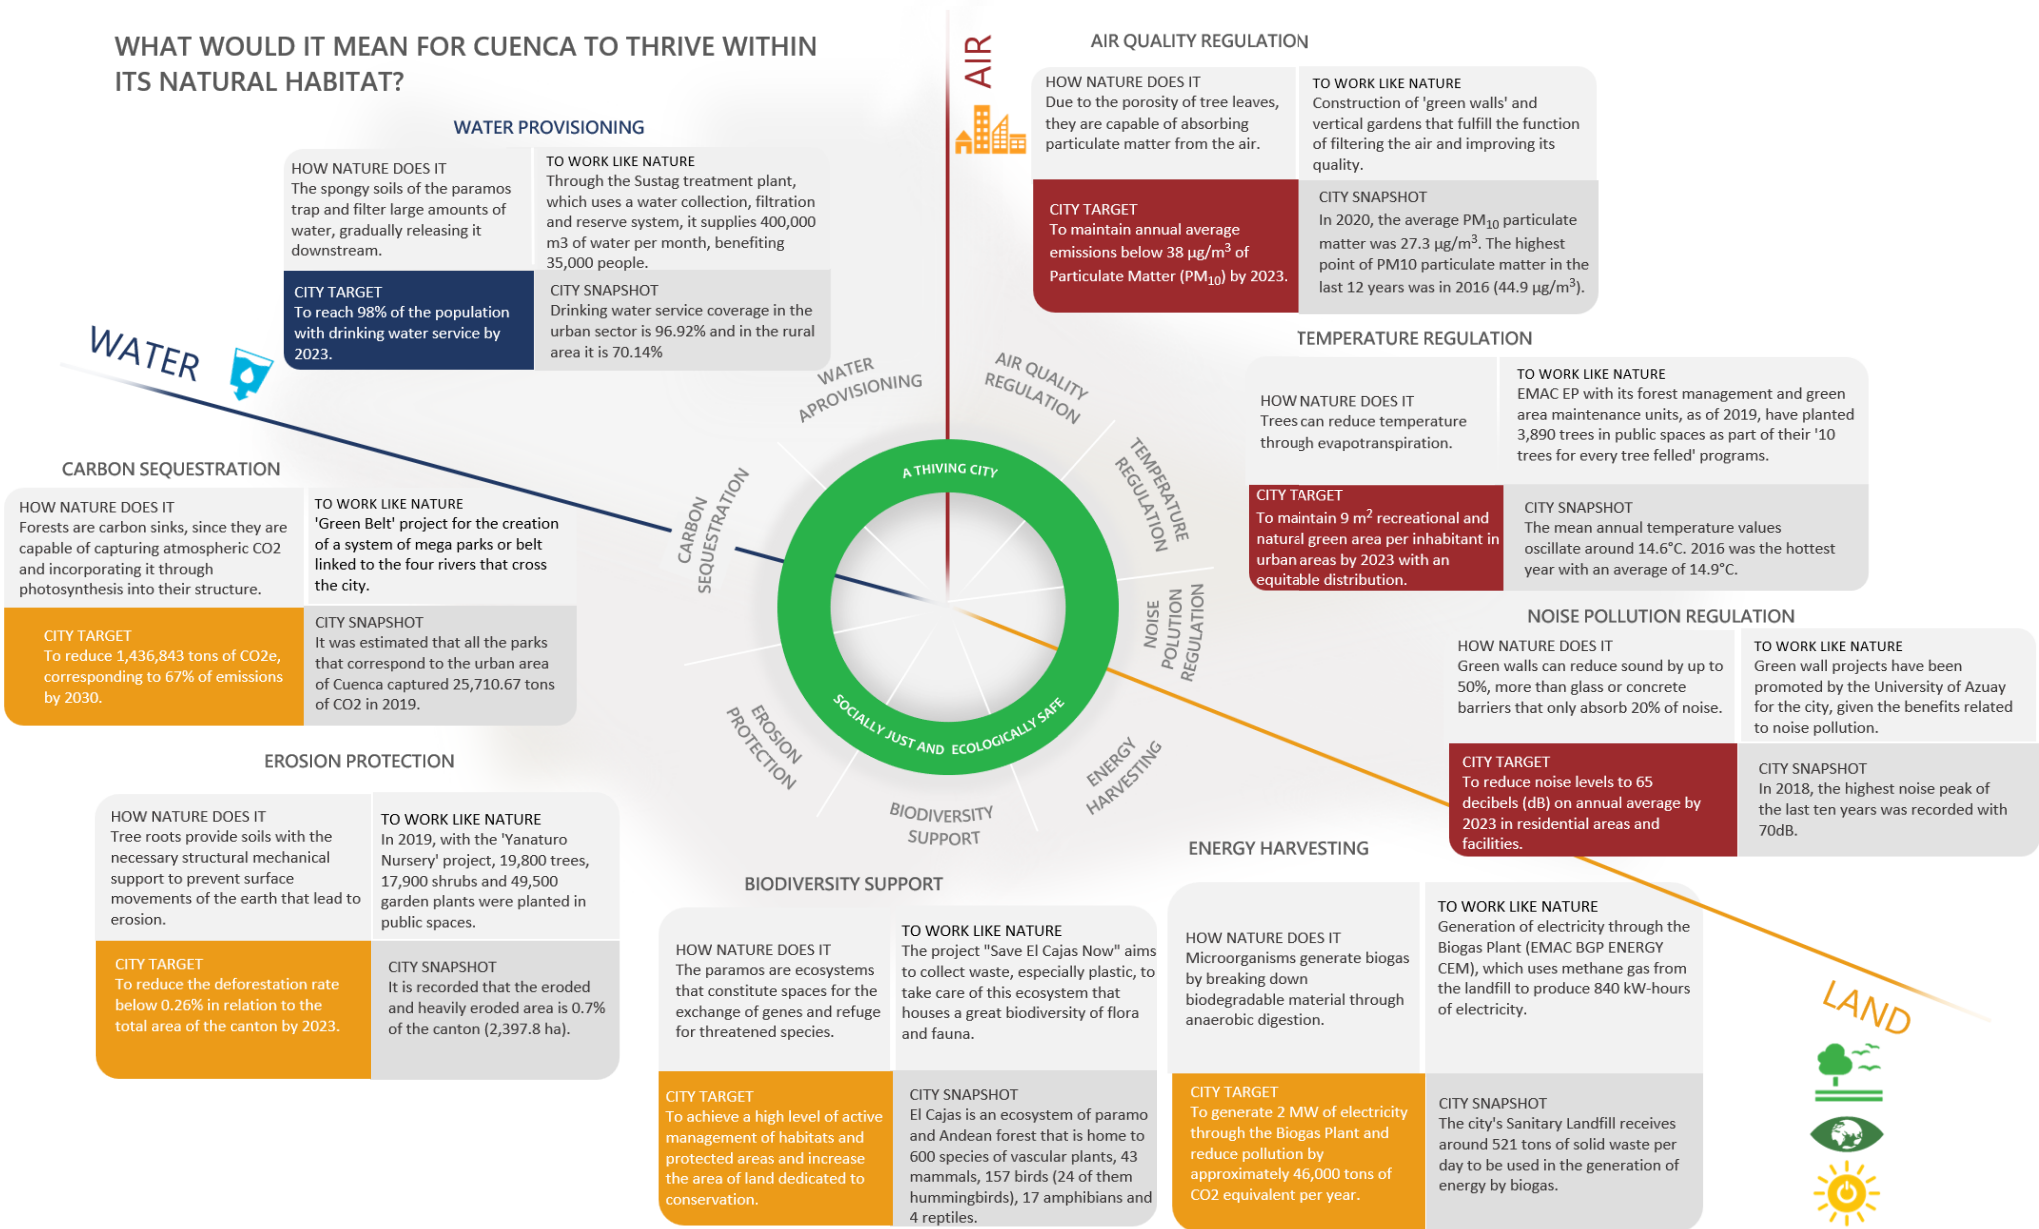 WHAT WOULD IT MEAN FOR CUENCA TO THRIVE WITHIN
ITS NATURAL HABITAT?
WATER PROVISIONING
HOW NATURE DOES IT
The spongy soils of the paramos
trap and filter large amounts of
water, gradually releasing it
downstream.
TO WORK LIKE NATURE
Through the Sustag treatment plant,
which uses a water collection, filtration
and reserve system, it supplies 400,000
m3 of water per month, benefiting
35,000 people.
CITY TARGET
To reach 98% of the population
with drinking water service by
2023.
CITY SNAPSHOT
Drinking water service coverage in the
urban sector is 96.92% and in the rural
area it is 70.14%
AIR
AIR QUALITY REGULATION
HOW NATURE DOES IT
Due to the porosity of tree leaves,
they are capable of absorbing
particulate matter from the air.
TO WORK LIKE NATURE
Construction of 'green walls' and
vertical gardens that fulfill the function
of filtering the air and improving its
quality.
CITY TARGET
To maintain annual average
emissions below 38 µg/m³ of
Particulate Matter (PM₁₀) by 2023.
CITY SNAPSHOT
In 2020, the average PM₁₀ particulate
matter was 27.3 µg/m³. The highest
point of PM10 particulate matter in the
last 12 years was in 2016 (44.9 µg/m³).
TEMPERATURE REGULATION
HOW NATURE DOES IT
Trees can reduce temperature
through evapotranspiration.
TO WORK LIKE NATURE
EMAC EP with its forest management and green
area maintenance units, as of 2019, have planted
3,890 trees in public spaces as part of their '10
trees for every tree felled' programs.
CITY TARGET
To maintain 9 m² recreational and
natural green area per inhabitant in
urban areas by 2023 with an
equitable distribution.
CITY SNAPSHOT
The mean annual temperature values
oscillate around 14.6°C. 2016 was the hottest
year with an average of 14.9°C.
WATER
CARBON SEQUESTRATION
HOW NATURE DOES IT
Forests are carbon sinks, since they are
capable of capturing atmospheric CO2
and incorporating it through
photosynthesis into their structure.
TO WORK LIKE NATURE
'Green Belt' project for the creation
of a system of mega parks or belt
linked to the four rivers that cross
the city.
CITY TARGET
To reduce 1,436,843 tons of CO2e,
corresponding to 67% of emissions
by 2030.
CITY SNAPSHOT
It was estimated that all the parks
that correspond to the urban area
of Cuenca captured 25,710.67 tons
of CO2 in 2019.
WATER
APROVISIONING
AIR QUALITY
REGULATION
TEMPERATURE
REGULATION
NOISE
POLUTION
REGULATION
ENERGY
HARVESTING
BIODIVERSITY
SUPPORT
EROSION
PROTECTION
CARBON
SEQUESTRATION
A THIVING CITY
SOCIALLY JUST AND ECOLOGICALLY SAFE
NOISE POLLUTION REGULATION
HOW NATURE DOES IT
Green walls can reduce sound by up to
50%, more than glass or concrete
barriers that only absorb 20% of noise.
TO WORK LIKE NATURE
Green wall projects have been
promoted by the University of Azuay
for the city, given the benefits related
to noise pollution.
CITY TARGET
To reduce noise levels to 65
decibels (dB) on annual average by
2023 in residential areas and
facilities.
CITY SNAPSHOT
In 2018, the highest noise peak of
the last ten years was recorded with
70dB.
EROSION PROTECTION
HOW NATURE DOES IT
Tree roots provide soils with the
necessary structural mechanical
support to prevent surface
movements of the earth that lead to
erosion.
TO WORK LIKE NATURE
In 2019, with the 'Yanaturo
Nursery' project, 19,800 trees,
17,900 shrubs and 49,500
garden plants were planted in
public spaces.
CITY TARGET
To reduce the deforestation rate
below 0.26% in relation to the
total area of the canton by 2023.
CITY SNAPSHOT
It is recorded that the eroded
and heavily eroded area is 0.7%
of the canton (2,397.8 ha).
BIODIVERSITY SUPPORT
HOW NATURE DOES IT
The paramos are ecosystems
that constitute spaces for the
exchange of genes and refuge
for threatened species.
TO WORK LIKE NATURE
The project "Save El Cajas Now" aims
to collect waste, especially plastic, to
take care of this ecosystem that
houses a great biodiversity of flora
and fauna.
CITY TARGET
To achieve a high level of active
management of habitats and
protected areas and increase
the area of land dedicated to
conservation.
CITY SNAPSHOT
El Cajas is an ecosystem of paramo
and Andean forest that is home to
600 species of vascular plants, 43
mammals, 157 birds (24 of them
hummingbirds), 17 amphibians and
4 reptiles.
ENERGY HARVESTING
HOW NATURE DOES IT
Microorganisms generate biogas
by breaking down
biodegradable material through
anaerobic digestion.
TO WORK LIKE NATURE
Generation of electricity through the
Biogas Plant (EMAC BGP ENERGY
CEM), which uses methane gas from
the landfill to produce 840 kW-hours
of electricity.
CITY TARGET
To generate 2 MW of electricity
through the Biogas Plant and
reduce pollution by
approximately 46,000 tons of
CO2 equivalent per year.
CITY SNAPSHOT
The city's Sanitary Landfill receives
around 521 tons of solid waste per
day to be used in the generation of
energy by biogas.
LAND